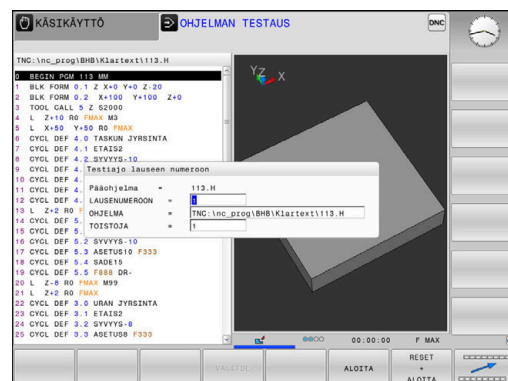 KÄSIKÄYTTÖ
OHJELMAN TESTAUS
DNC
TNC:\nc_prog\BHB\Klartext\113.H
0 BEGIN PGM 113 MM
1 BLK FORM 0.1 Z X+0 Y+0 Z-20
2 BLK FORM 0.2 X+100 Y+100 Z+0
3 TOOL CALL 5 Z S2000
4 L Z+10 R0 FMAX M3
5 L X+50 Y+50 R0 FMAX
6 CYCL DEF 4.0 TASKUN JYRSINTA
7 CYCL DEF 4.1 ETAIS2
8 CYCL DEF 4.2 SYVYYS-10
9 CYCL DEF 4.
10 CYCL DEF 4.
11 CYCL DEF 4.
12 CYCL DEF 4.
13 L Z+2 R0 F
14 CYCL DEF 5.
15 CYCL DEF 5.
16 CYCL DEF 5.2 SYVYYS-10
17 CYCL DEF 5.3 ASETUS10 F333
18 CYCL DEF 5.4 SADE15
19 CYCL DEF 5.5 F888 DR-
20 L Z-8 R0 FMAX M99
21 L Z+2 R0 FMAX
22 CYCL DEF 3.0 URAN JYRSINTA
23 CYCL DEF 3.1 ETAIS2
24 CYCL DEF 3.2 SYVYYS-8
25 CYCL DEF 3.3 ASETUS8 F333
Y Z X
Testiajo lauseen numeroon
Pääohjelma = 113.H
LAUSENUMEROON = 1
OHJELMA = TNC:\nc_prog\BHB\Klartext\113.H
TOISTOJA = 1
00:00:00 F MAX
VALITSE
ALOITA
RESET
+
ALOITA